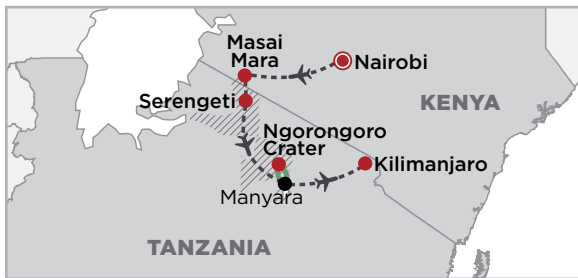 Masai
Mara
Nairobi
Serengeti
KENYA
Ngorongoro
Crater
Kilimanjaro
Manyara
TANZANIA